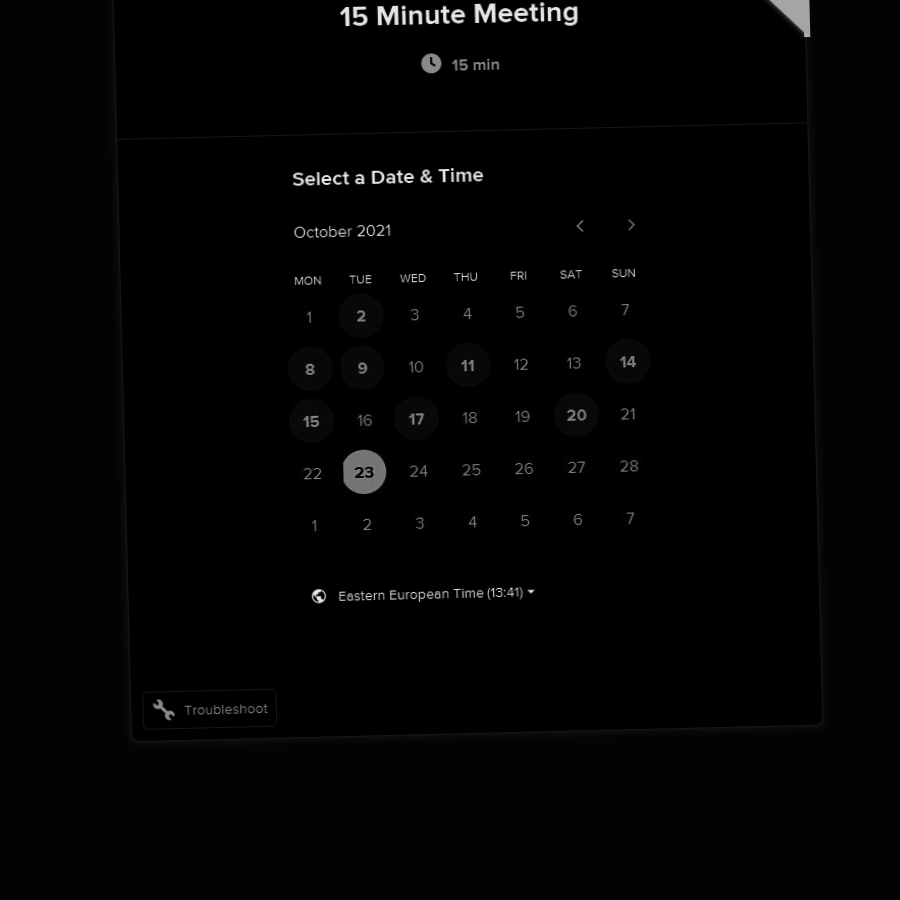 15 Minute Meeting
15 min
Select a Date & Time
October 2021
MON TUE WED THU FRI SAT SUN
1 2 3 4 5 6 7
8 9 10 11 12 13 14
15 16 17 18 19 20 21
22 23 24 25 26 27 28
1 2 3 4 5 6 7
Eastern European Time (13:41)
Troubleshoot